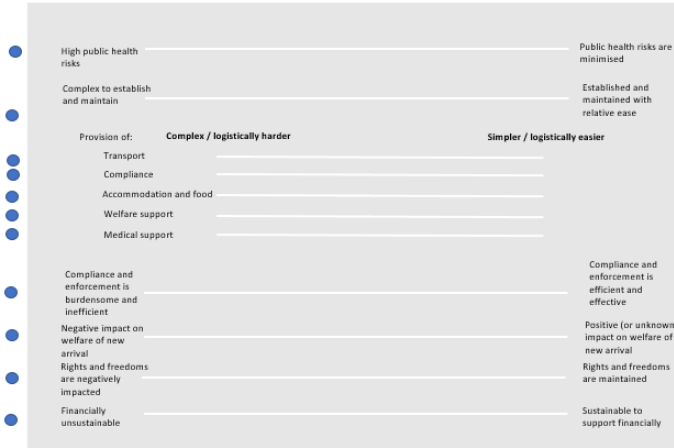 High public health
risks
Public health risks are
minimised
Complex to establish
and maintain
Established and
maintained with
relative ease
Provision of:
Complex / logistically harder
Simpler / logistically easier
Transport
Compliance
Accommodation and food
Welfare support
Medical support
Compliance and
enforcement is
burdensome and
inefficient
Compliance and
enforcement is
efficient and
effective
Negative impact on
welfare of new
arrival
Positive (or unknown
impact on welfare of
new arrival
Rights and freedoms
are negatively
impacted
Rights and freedoms
are maintained
Financially
unsustainable
Sustainable to
support financially